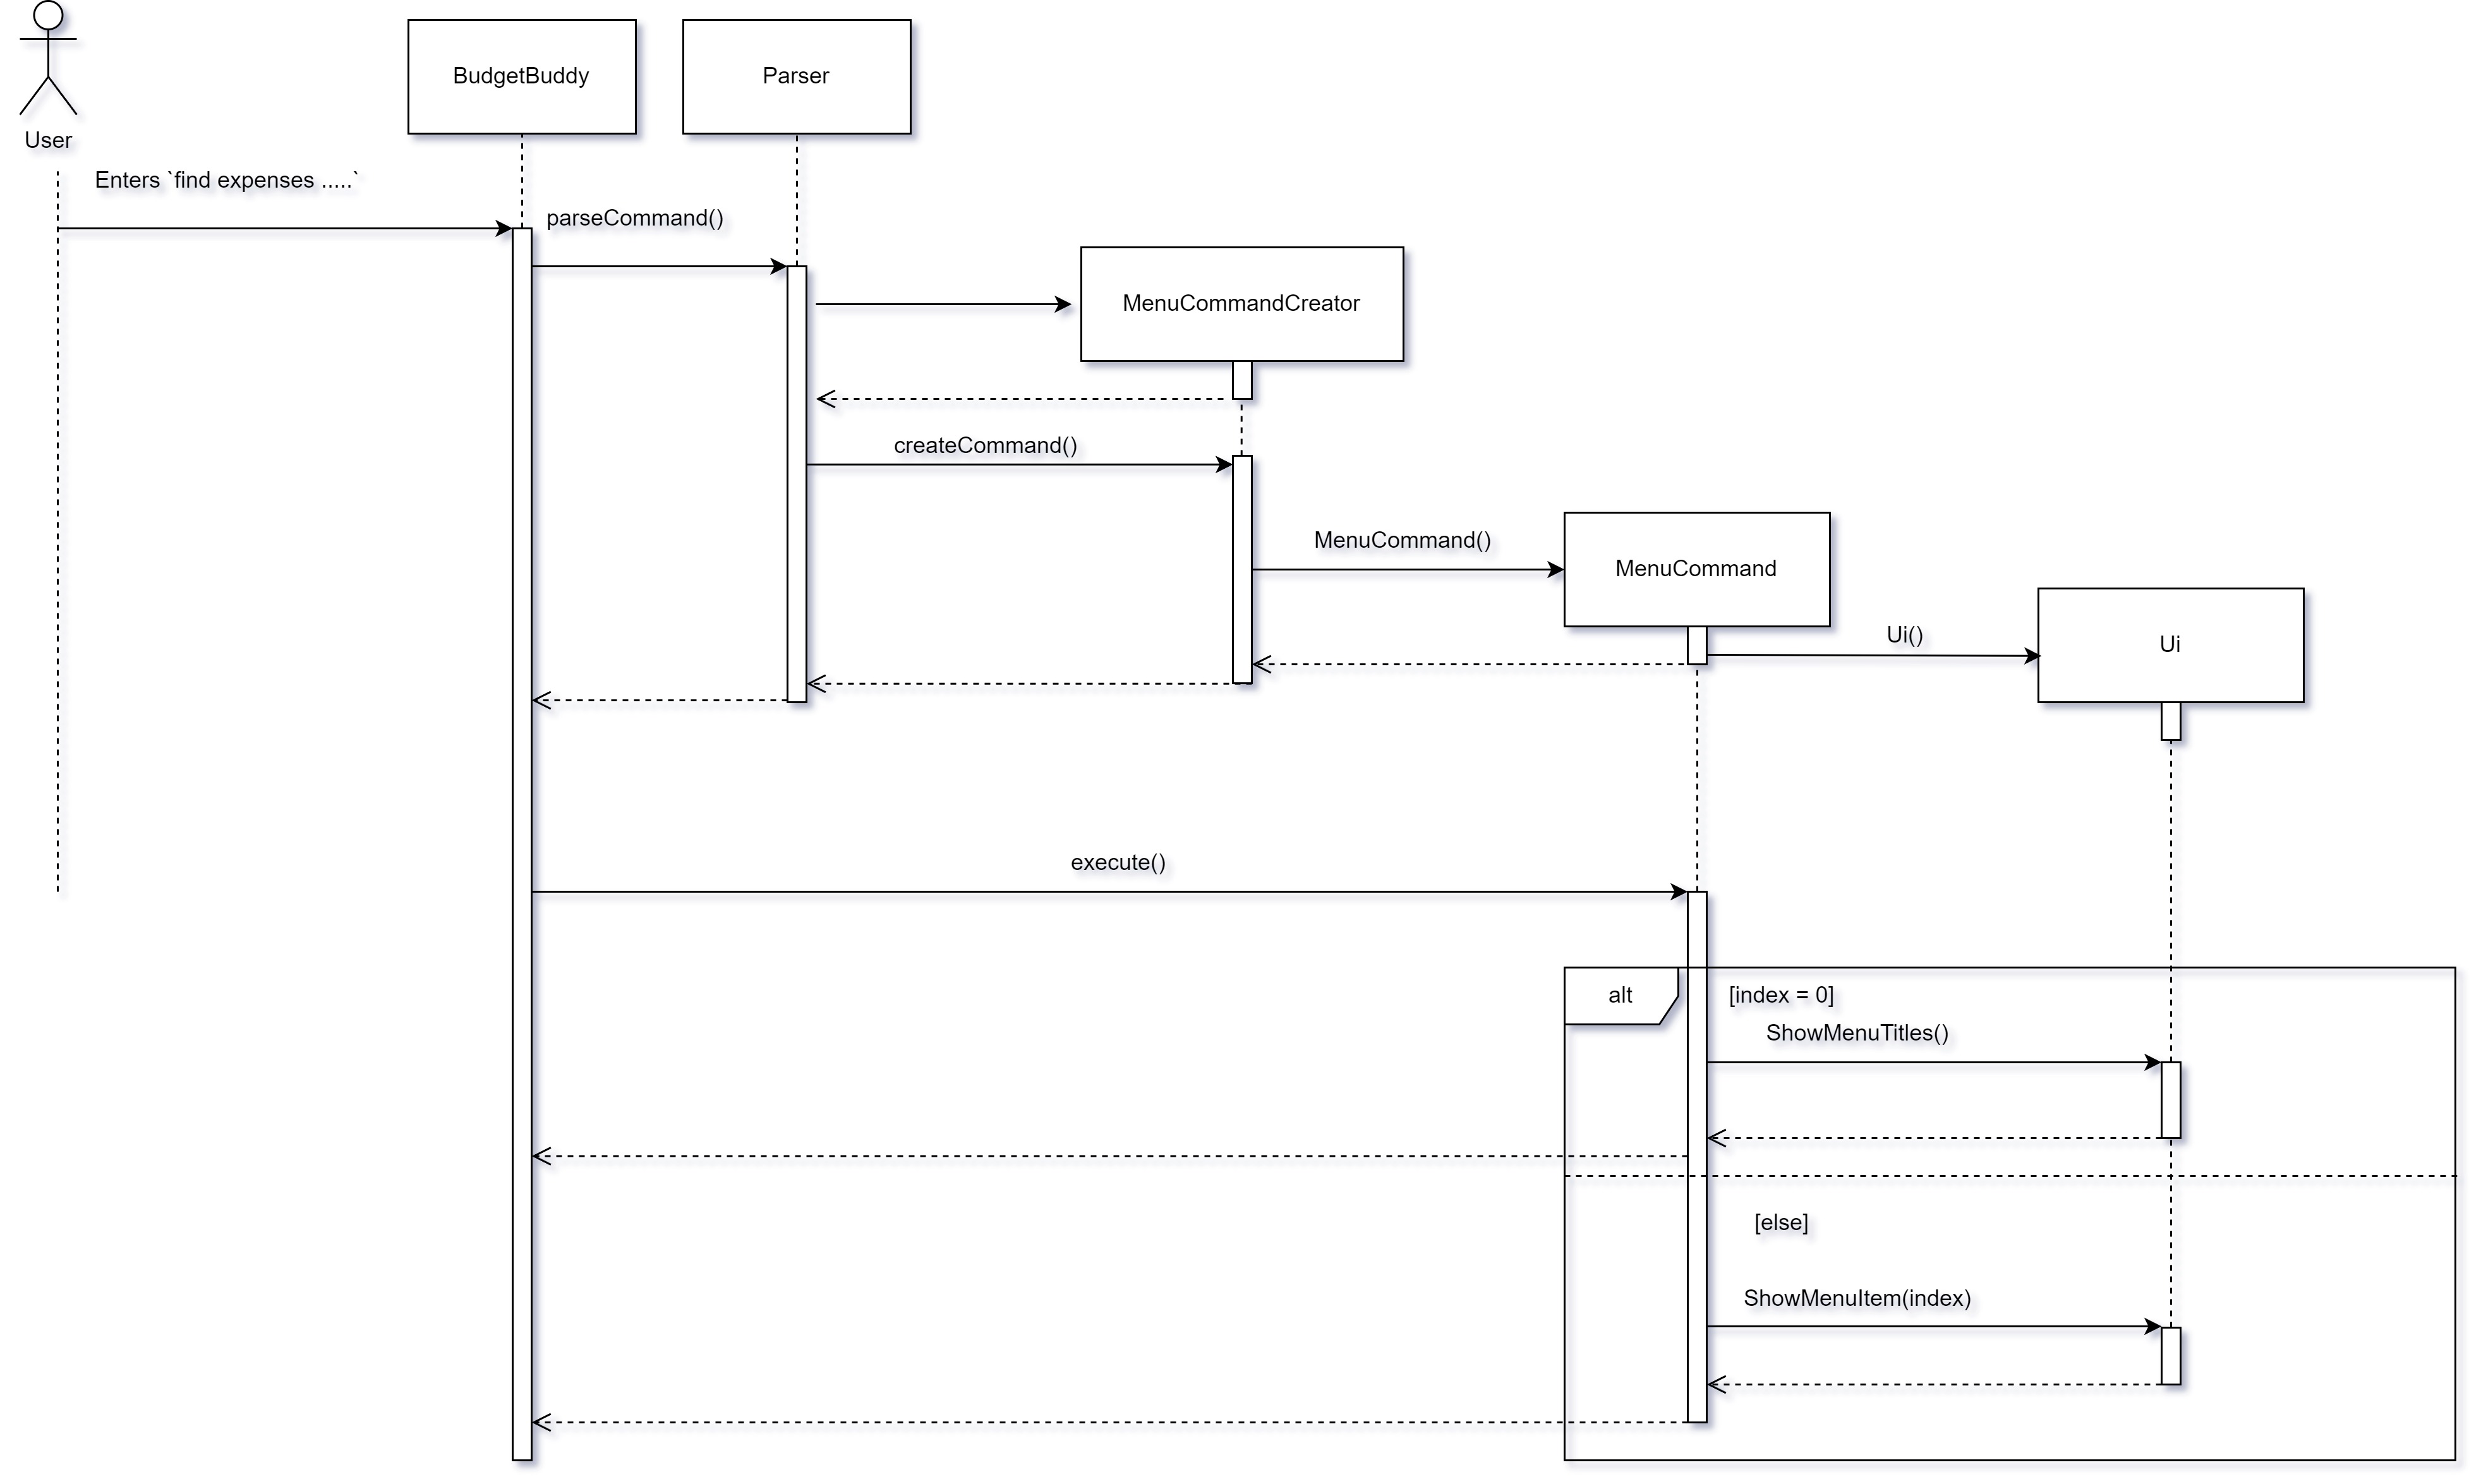 User
BudgetBuddy
Parser
Enters `find expenses .....`
parseCommand()
MenuCommandCreator
createCommand()
MenuCommand()
MenuCommand
Ui()
Ui
execute()
alt
[index = 0]
ShowMenuTitles()
[else]
ShowMenuItem(index)